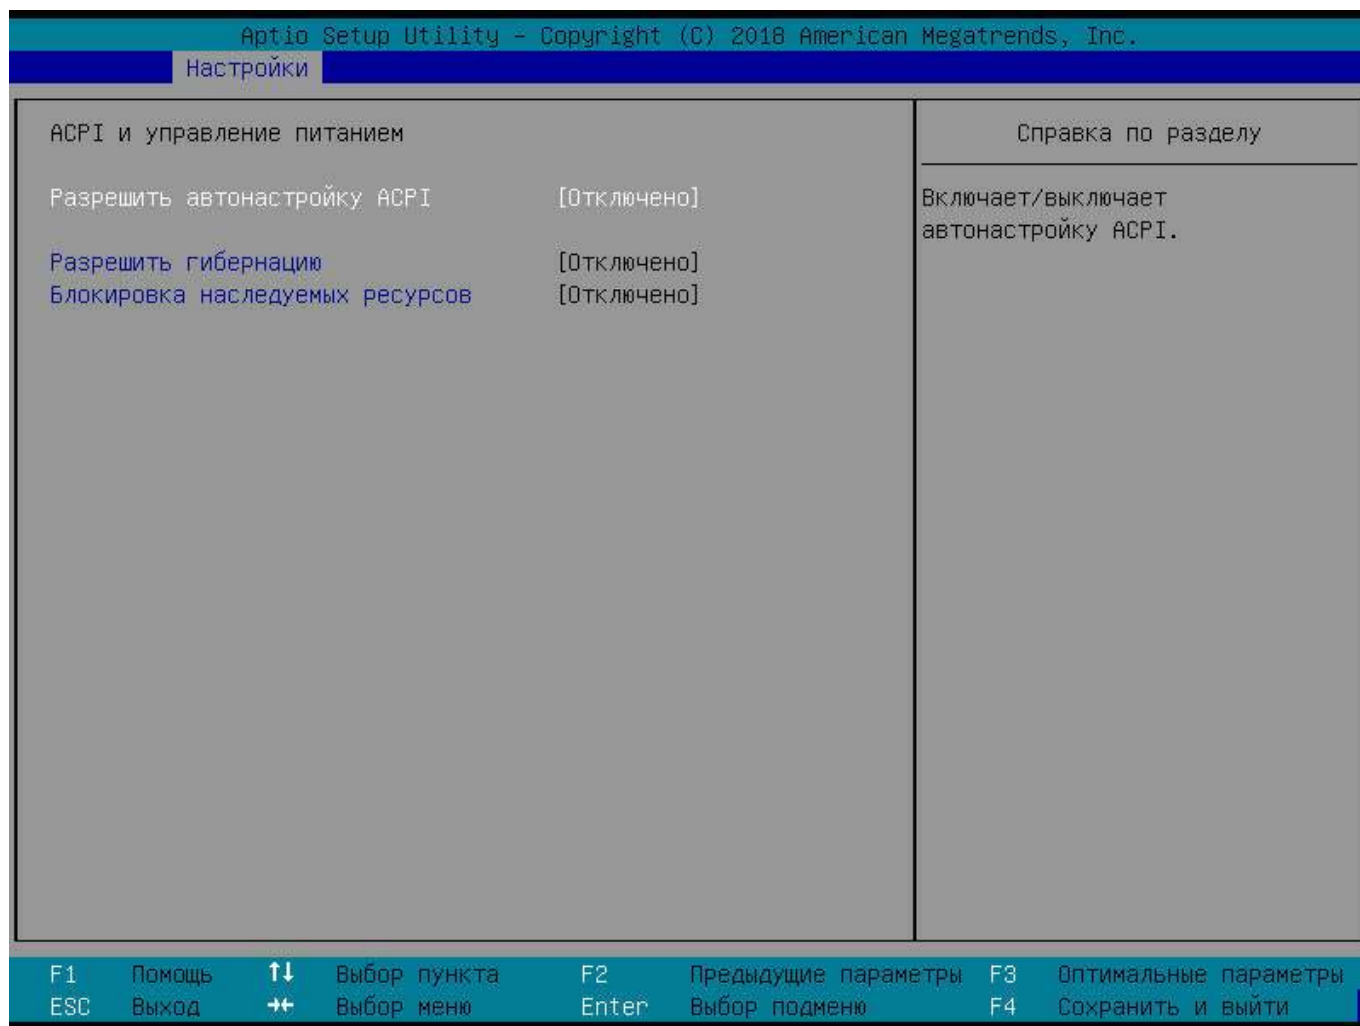 Aptio Setup Utility – Copyright (C) 2018 American Megatrends, Inc.
Настройки
ACPI и управление питанием
Разрешить автонастройку ACPI [Отключено]
Разрешить гибернацию [Отключено]
Блокировка наследуемых ресурсов [Отключено]
Справка по разделу
Включает/выключает
автонастройку ACPI.
F1 Помощь ↑↓ Выбор пункта F2 Предыдущие параметры F3 Оптимальные параметры
ESC Выход →← Выбор меню Enter Выбор подменю F4 Сохранить и выйти